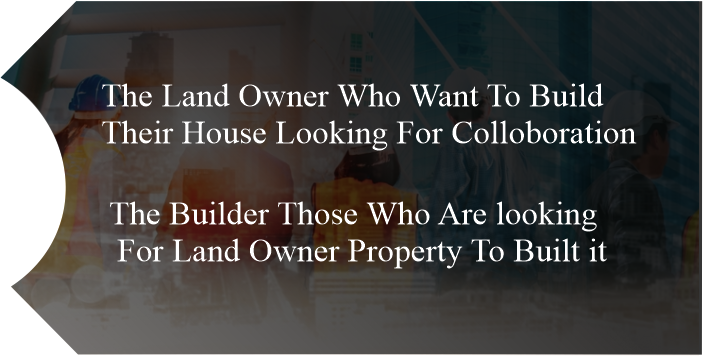 The Land Owner Who Want To Build
Their House Looking For Colloboration
The Builder Those Who Are looking
For Land Owner Property To Built it